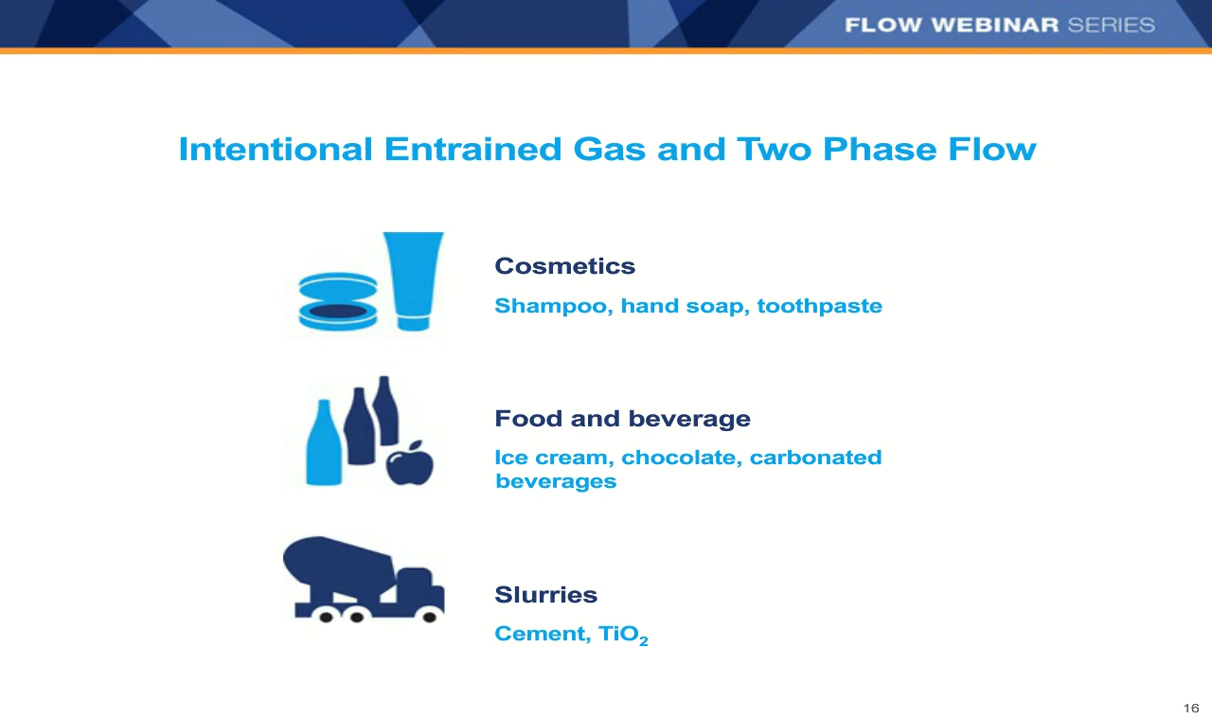 FLOW WEBINAR SERIES
Intentional Entrained Gas and Two Phase Flow
Cosmetics
Shampoo, hand soap, toothpaste
Food and beverage
Ice cream, chocolate, carbonated
beverages
Slurries
Cement, TiO₂
16